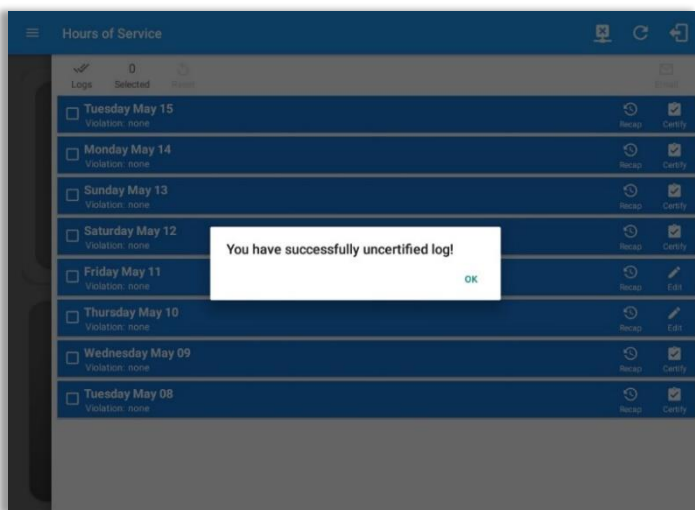 Hours of Service
Logs
0
Selected
Reset
Email
Tuesday May 15
Violation: none
Recap
Certify
Monday May 14
Violation: none
Recap
Certify
Sunday May 13
Violation: none
Recap
Certify
Saturday May 12
Violation: none
Recap
Certify
You have successfully uncertified log!
OK
Friday May 11
Violation: none
Recap
Edit
Thursday May 10
Violation: none
Recap
Edit
Wednesday May 09
Violation: none
Recap
Certify
Tuesday May 08
Violation: none
Recap
Certify